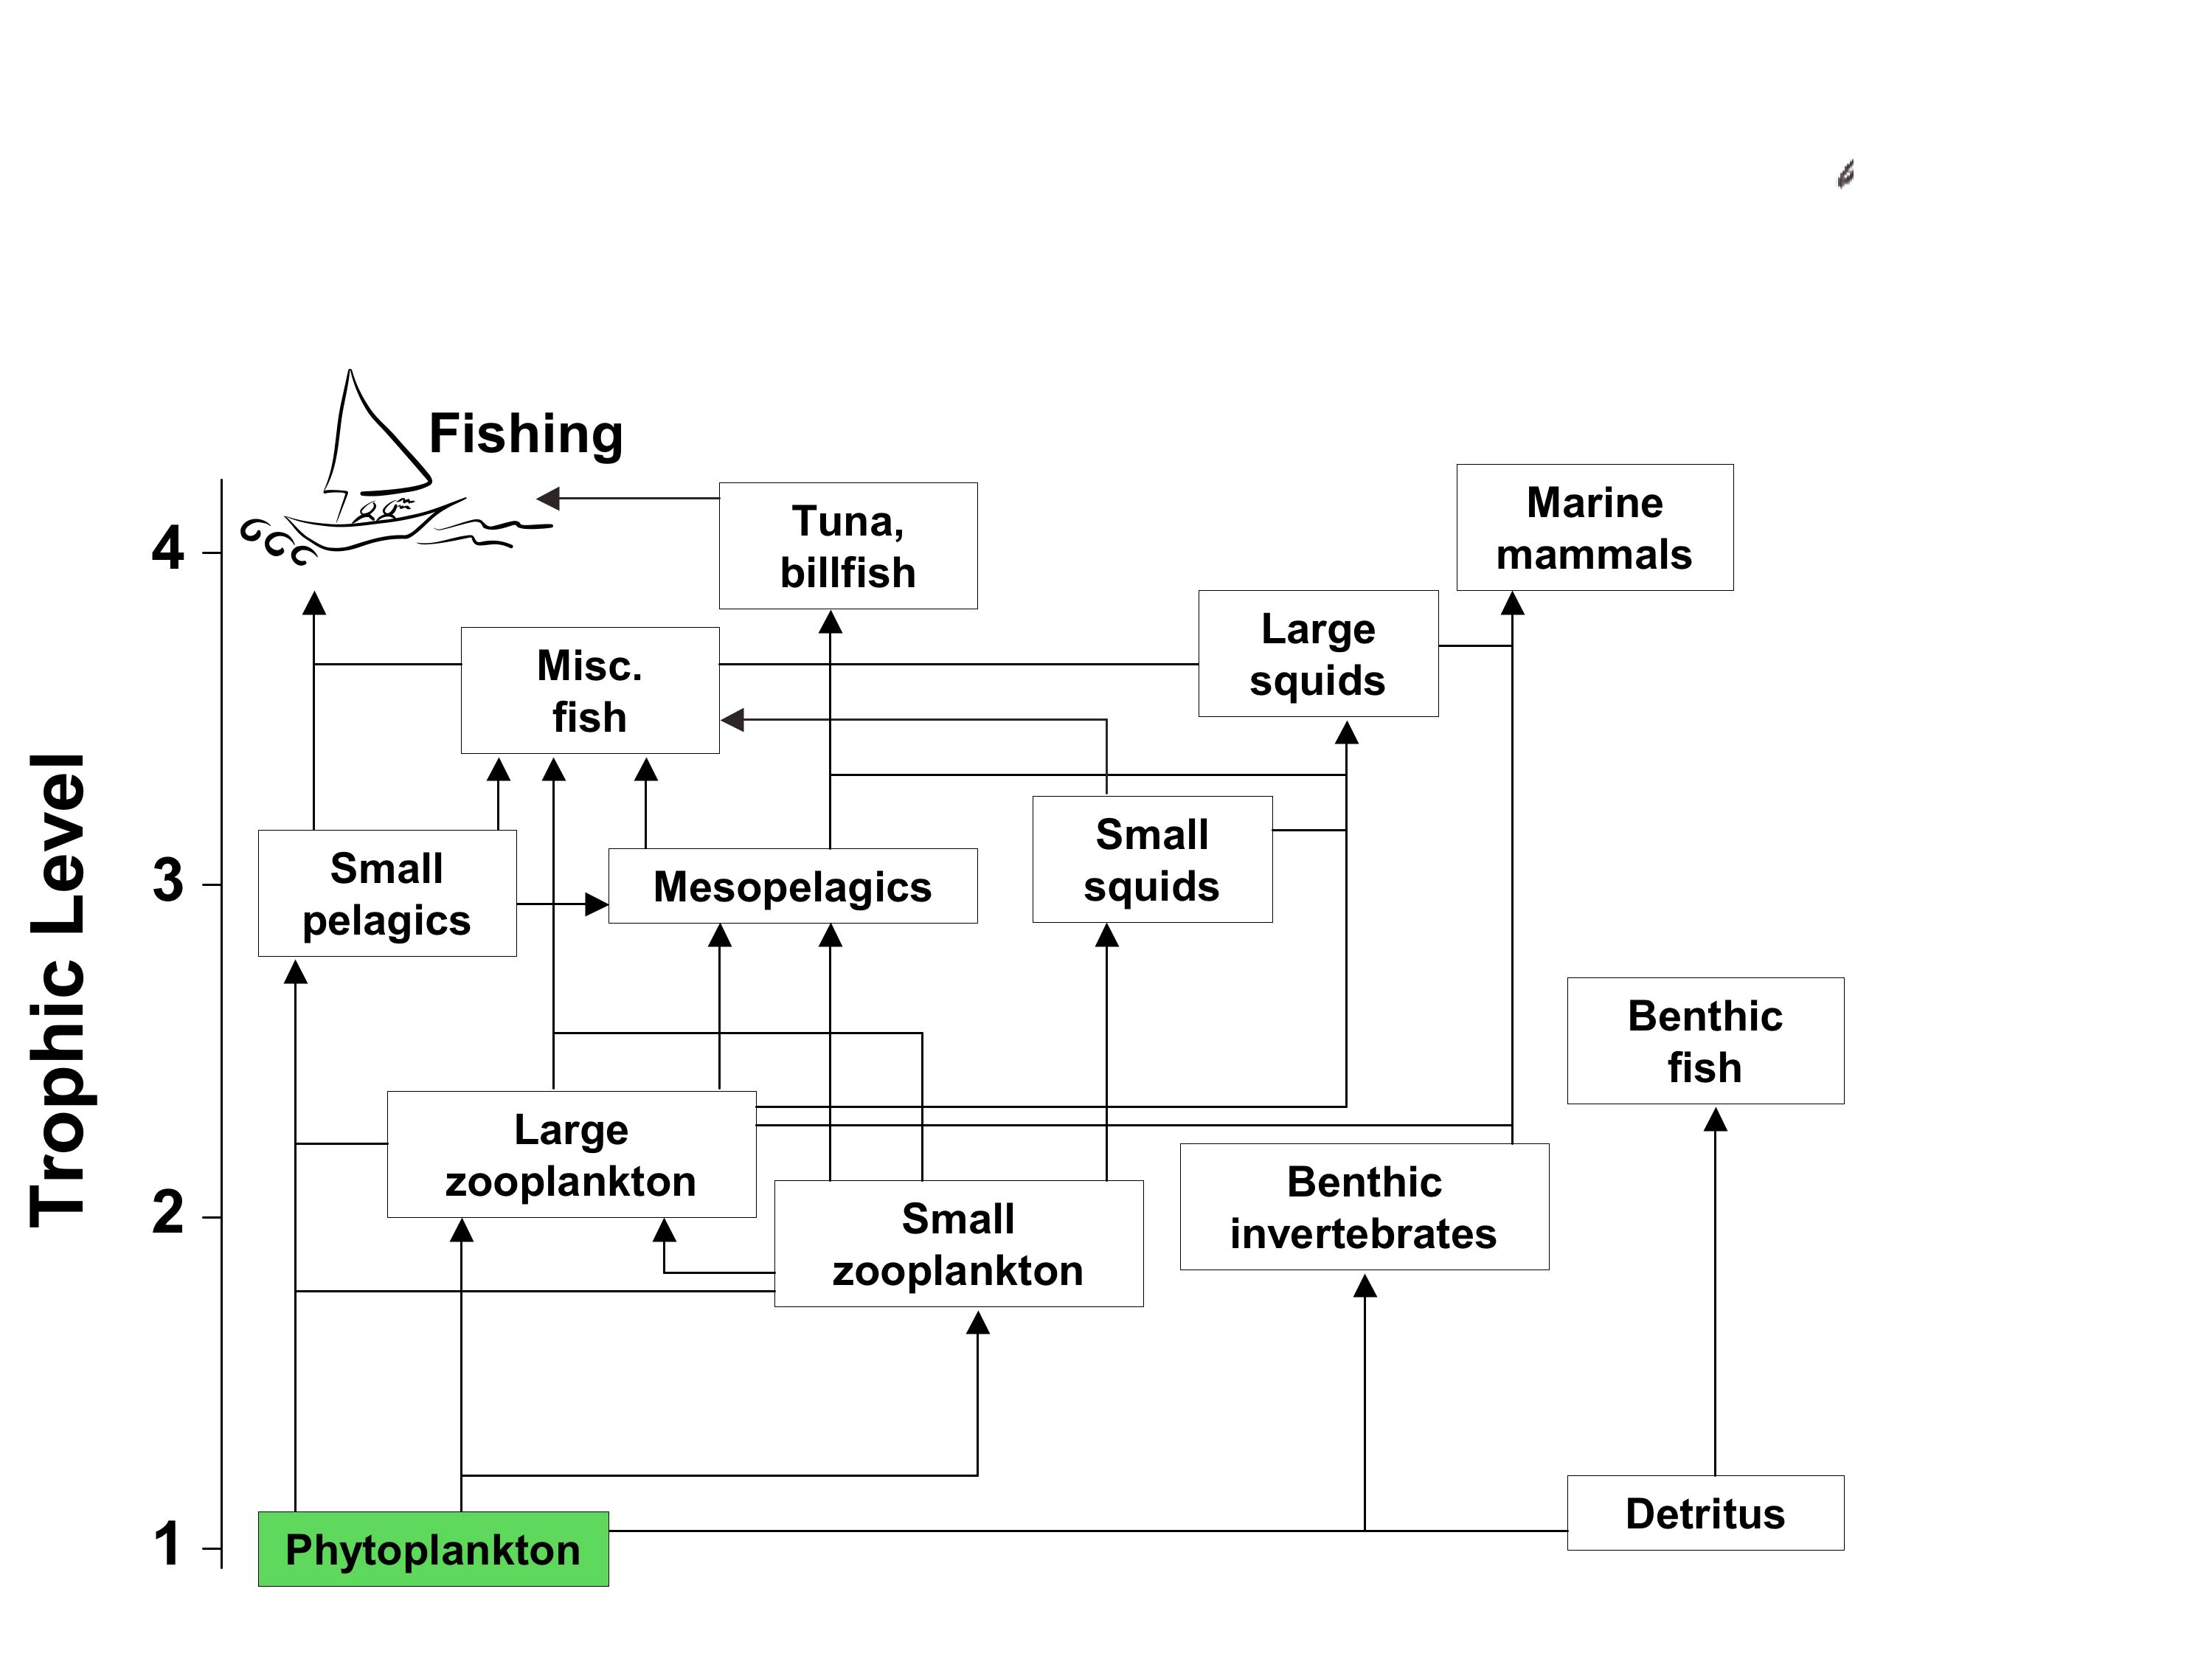 Fishing
Tuna,
billfish
Marine
mammals
4
Large
squids
Misc.
fish
Small
squids
3
Small
pelagics
Mesopelagics
Benthic
fish
Trophic Level
Large
zooplankton
2
Small
zooplankton
Benthic
invertebrates
Detritus
1
Phytoplankton